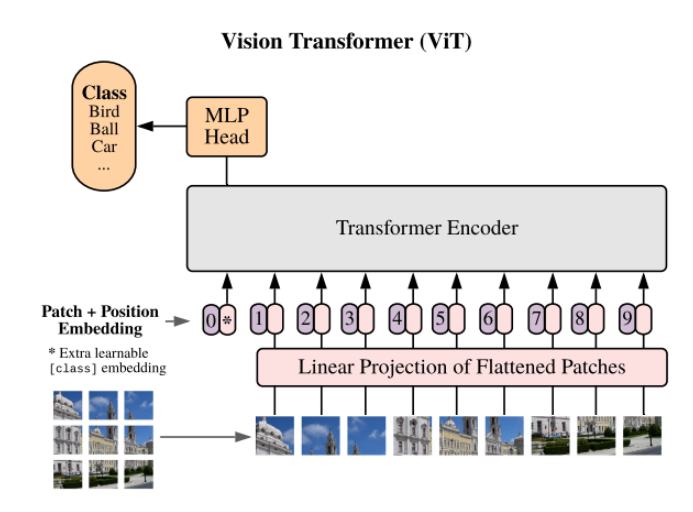 Vision Transformer (ViT)
Class
Bird
Ball
Car
...
MLP
Head
Transformer Encoder
Patch + Position
Embedding
0 * 1 2 3 4 5 6 7 8 9
* Extra learnable
[class] embedding
Linear Projection of Flattened Patches